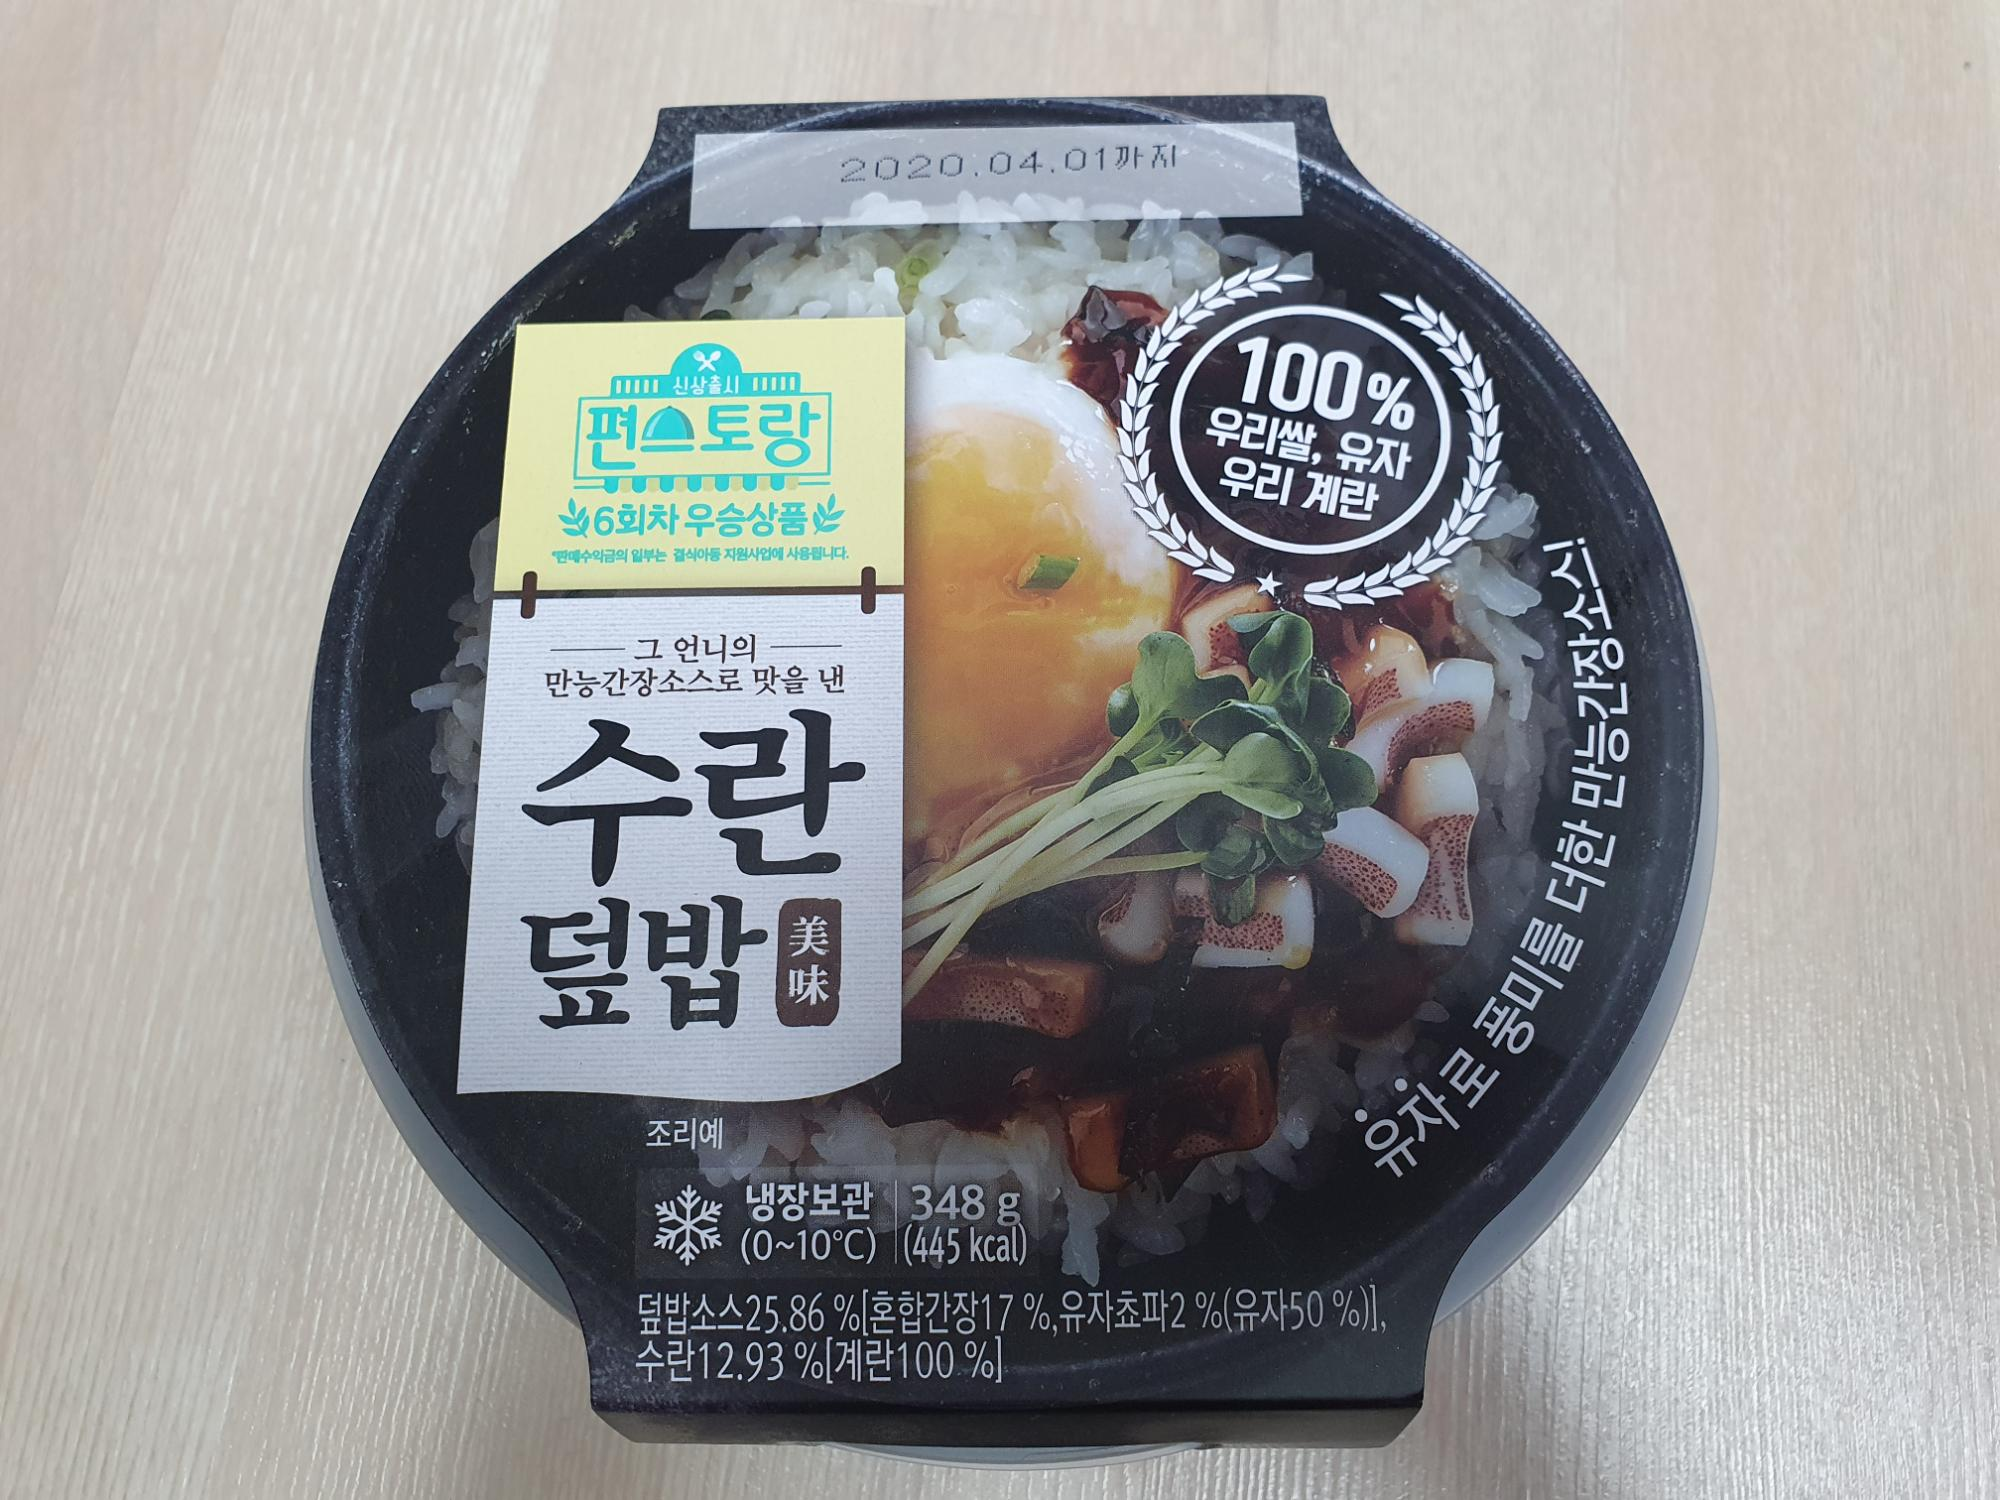 2020.04.01까지
신상출시
편스토랑
6회차 우승상품
*판매수익금의 일부는 결식아동 지원사업에 사용됩니다.
그 언니의
만능간장소스로 맛을 낸
수란
덮밥
美味
100%
우리쌀, 유자
우리 계란
유자로 풍미를 더한 만능간장소스!
조리예
냉장보관
(0~10℃)
348 g
(445 kcal)
덮밥소스25.86 %[혼합간장17 %,유자쵸파2 %(유자50 %)],
수란12.93 %[계란100 %]